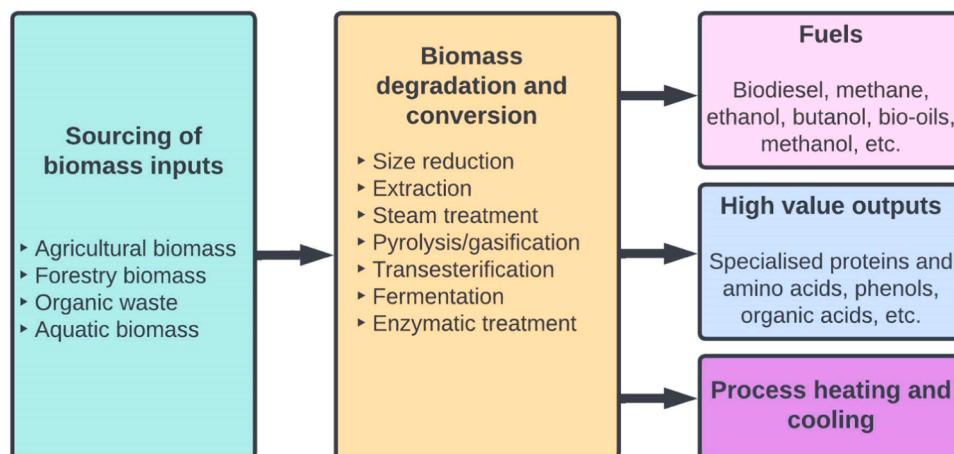 Sourcing of
biomass inputs
‣ Agricultural biomass
‣ Forestry biomass
‣ Organic waste
‣ Aquatic biomass
Biomass
degradation and
conversion
‣ Size reduction
‣ Extraction
‣ Steam treatment
‣ Pyrolysis/gasification
‣ Transesterification
‣ Fermentation
‣ Enzymatic treatment
Fuels
Biodiesel, methane,
ethanol, butanol, bio-oils,
methanol, etc.
High value outputs
Specialised proteins and
amino acids, phenols,
organic acids, etc.
Process heating and
cooling